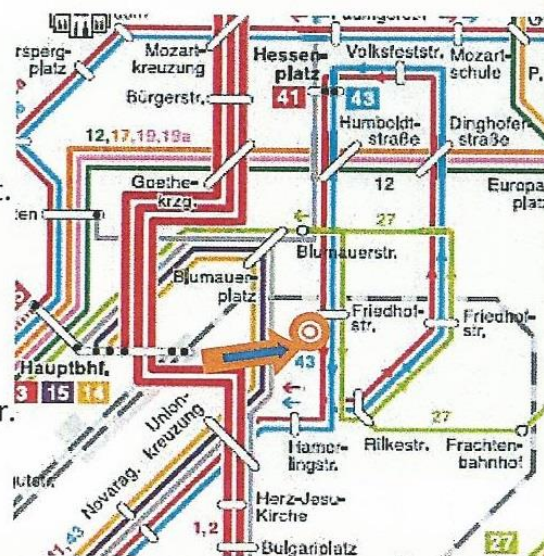 Mozart-
kreuzung
Hessen-
platz
41
43
Volksfeststr.
Mozart-
schule
P.
rsperg-
platz
Bürgerstr.
Humboldt-
straße
Dinghofer-
straße
12,17,19,19a
Goethe-
krzg.
12
Europa
platz
27
Blumauerstr.
Blumauer-
platz
Friedhof-
str.
Friedhof-
str.
43
Hauptbhf.
3
15
14
Union-
kreuzung
Hamer-
lingstr.
Rilkestr.
27
Frachten-
bahnhof
Novarag.
Herz-Jesu-
Kirche
1,2
Bulgariplatz
27